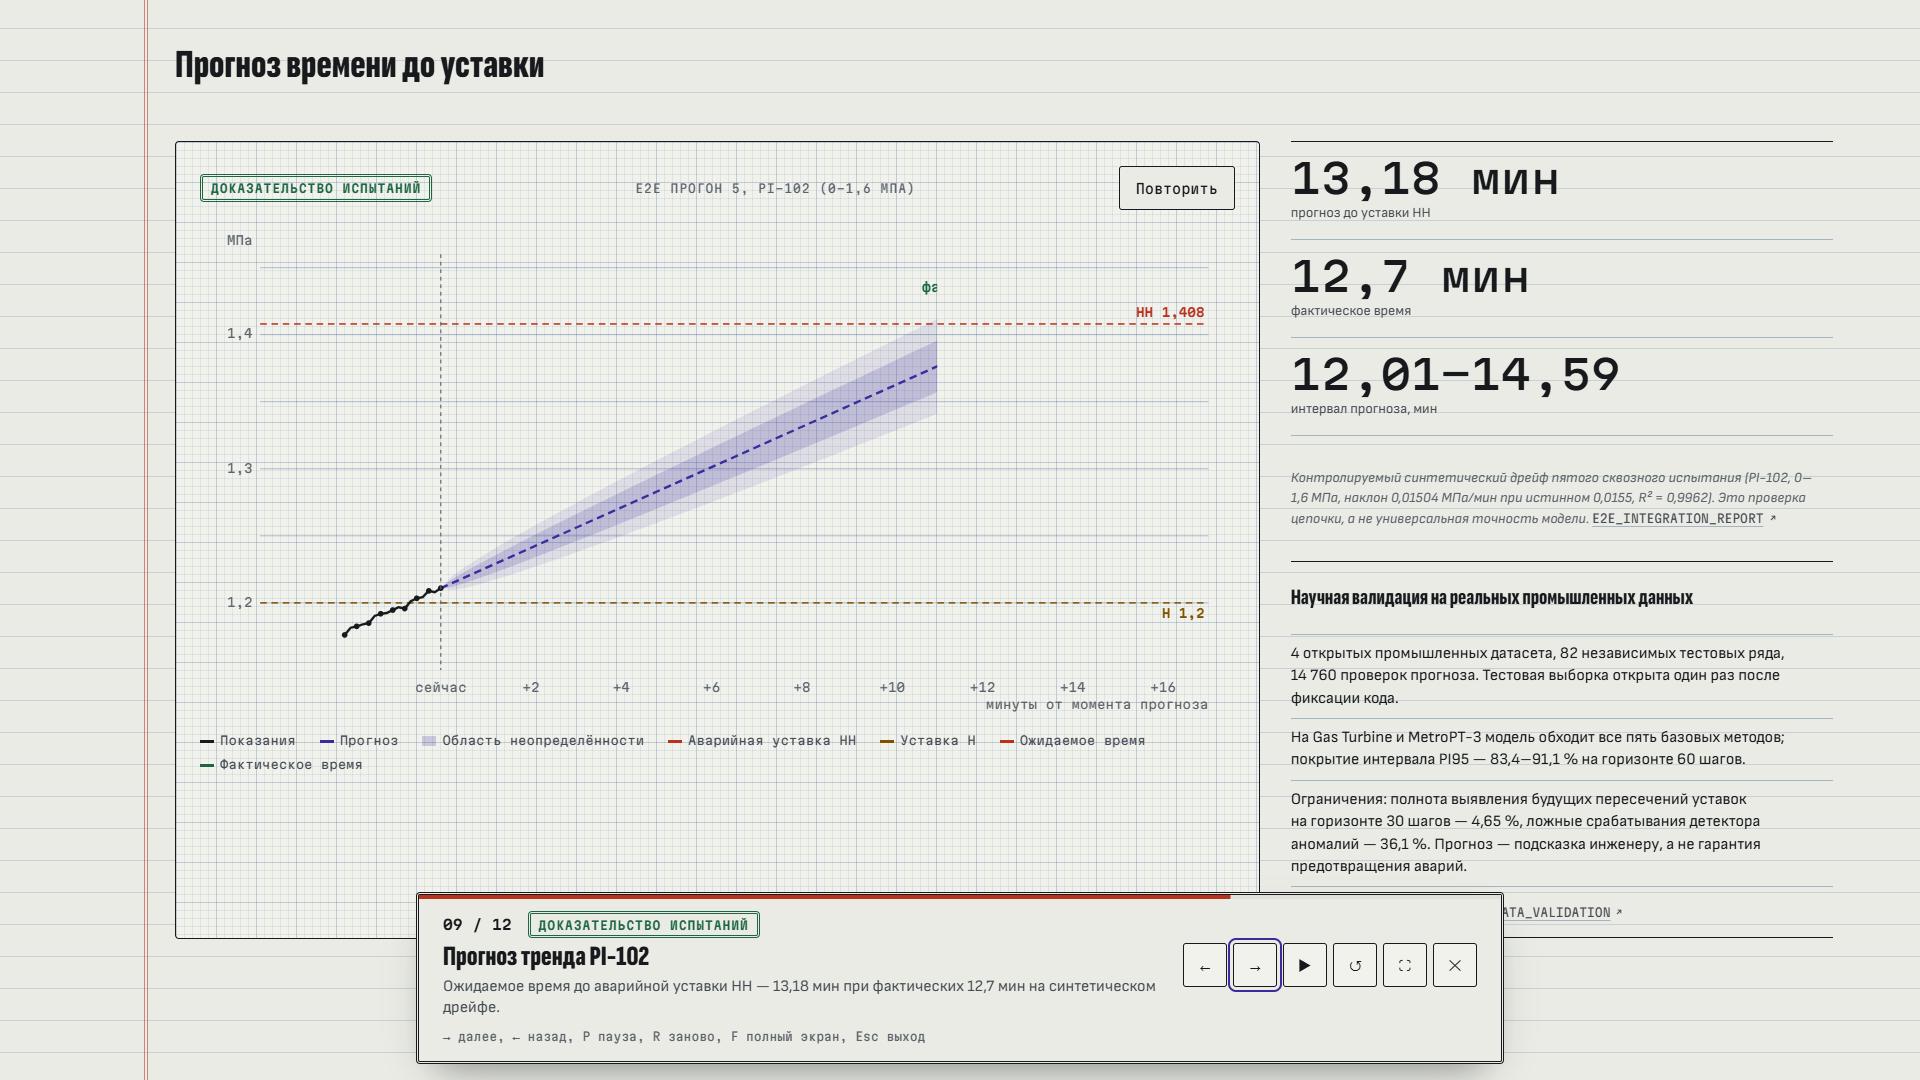 Прогноз времени до уставки
ДОКАЗАТЕЛЬСТВО ИСПЫТАНИЙ
E2E ПРОГОН 5, PI-102 (0–1,6 МПА)
Повторить
МПа
фа
НН 1,408
1,4
1,3
1,2
Н 1,2
сейчас +2 +4 +6 +8 +10 +12 +14 +16
минуты от момента прогноза
Показания Прогноз Область неопределённости Аварийная уставка НН Уставка Н Ожидаемое время
Фактическое время
13,18 мин
прогноз до уставки НН
12,7 мин
фактическое время
12,01–14,59
интервал прогноза, мин
Контролируемый синтетический дрейф пятого сквозного испытания (PI-102, 0–
1,6 МПа, наклон 0,01504 МПа/мин при истинном 0,0155, R² = 0,9962). Это проверка
цепочки, а не универсальная точность модели. E2E_INTEGRATION_REPORT ↗
Научная валидация на реальных промышленных данных
4 открытых промышленных датасета, 82 независимых тестовых ряда,
14 760 проверок прогноза. Тестовая выборка открыта один раз после
фиксации кода.
На Gas Turbine и MetroPT-3 модель обходит все пять базовых методов;
покрытие интервала PI95 — 83,4–91,1 % на горизонте 60 шагов.
Ограничения: полнота выявления будущих пересечений уставок
на горизонте 30 шагов — 4,65 %, ложные срабатывания детектора
аномалий — 36,1 %. Прогноз — подсказка инженеру, а не гарантия
предотвращения аварий.
ATA_VALIDATION ↗
09 / 12 ДОКАЗАТЕЛЬСТВО ИСПЫТАНИЙ
Прогноз тренда PI-102
Ожидаемое время до аварийной уставки НН — 13,18 мин при фактических 12,7 мин на синтетическом
дрейфе.
→ далее, ← назад, P пауза, R заново, F полный экран, Esc выход